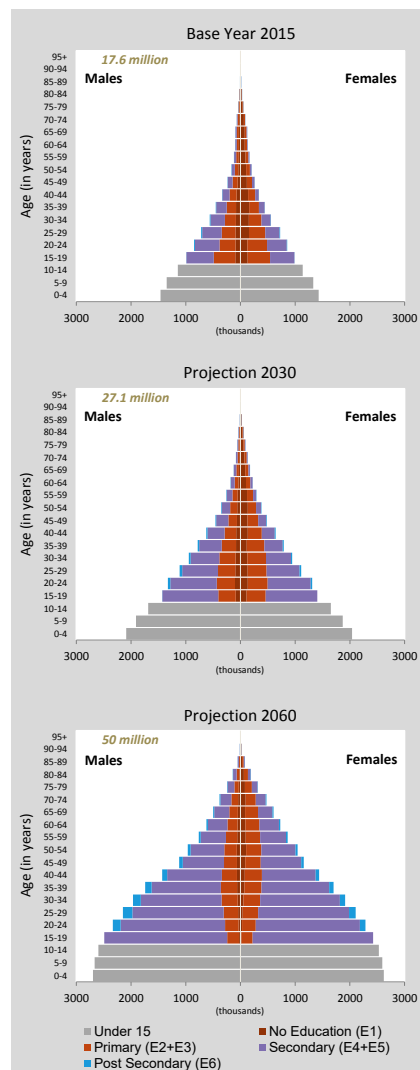 Base Year 2015
17.6 million
Males
Females
Age (in years)
95+
90-94
85-89
80-84
75-79
70-74
65-69
60-64
55-59
50-54
45-49
40-44
35-39
30-34
25-29
20-24
15-19
10-14
5-9
0-4
3000 2000 1000 0 1000 2000 3000
(thousands)
Projection 2030
27.1 million
Males
Females
Age (in years)
95+
90-94
85-89
80-84
75-79
70-74
65-69
60-64
55-59
50-54
45-49
40-44
35-39
30-34
25-29
20-24
15-19
10-14
5-9
0-4
3000 2000 1000 0 1000 2000 3000
(thousands)
Projection 2060
50 million
Males
Females
Age (in years)
95+
90-94
85-89
80-84
75-79
70-74
65-69
60-64
55-59
50-54
45-49
40-44
35-39
30-34
25-29
20-24
15-19
10-14
5-9
0-4
3000 2000 1000 0 1000 2000 3000
(thousands)
Under 15 No Education (E1)
Primary (E2+E3) Secondary (E4+E5)
Post Secondary (E6)